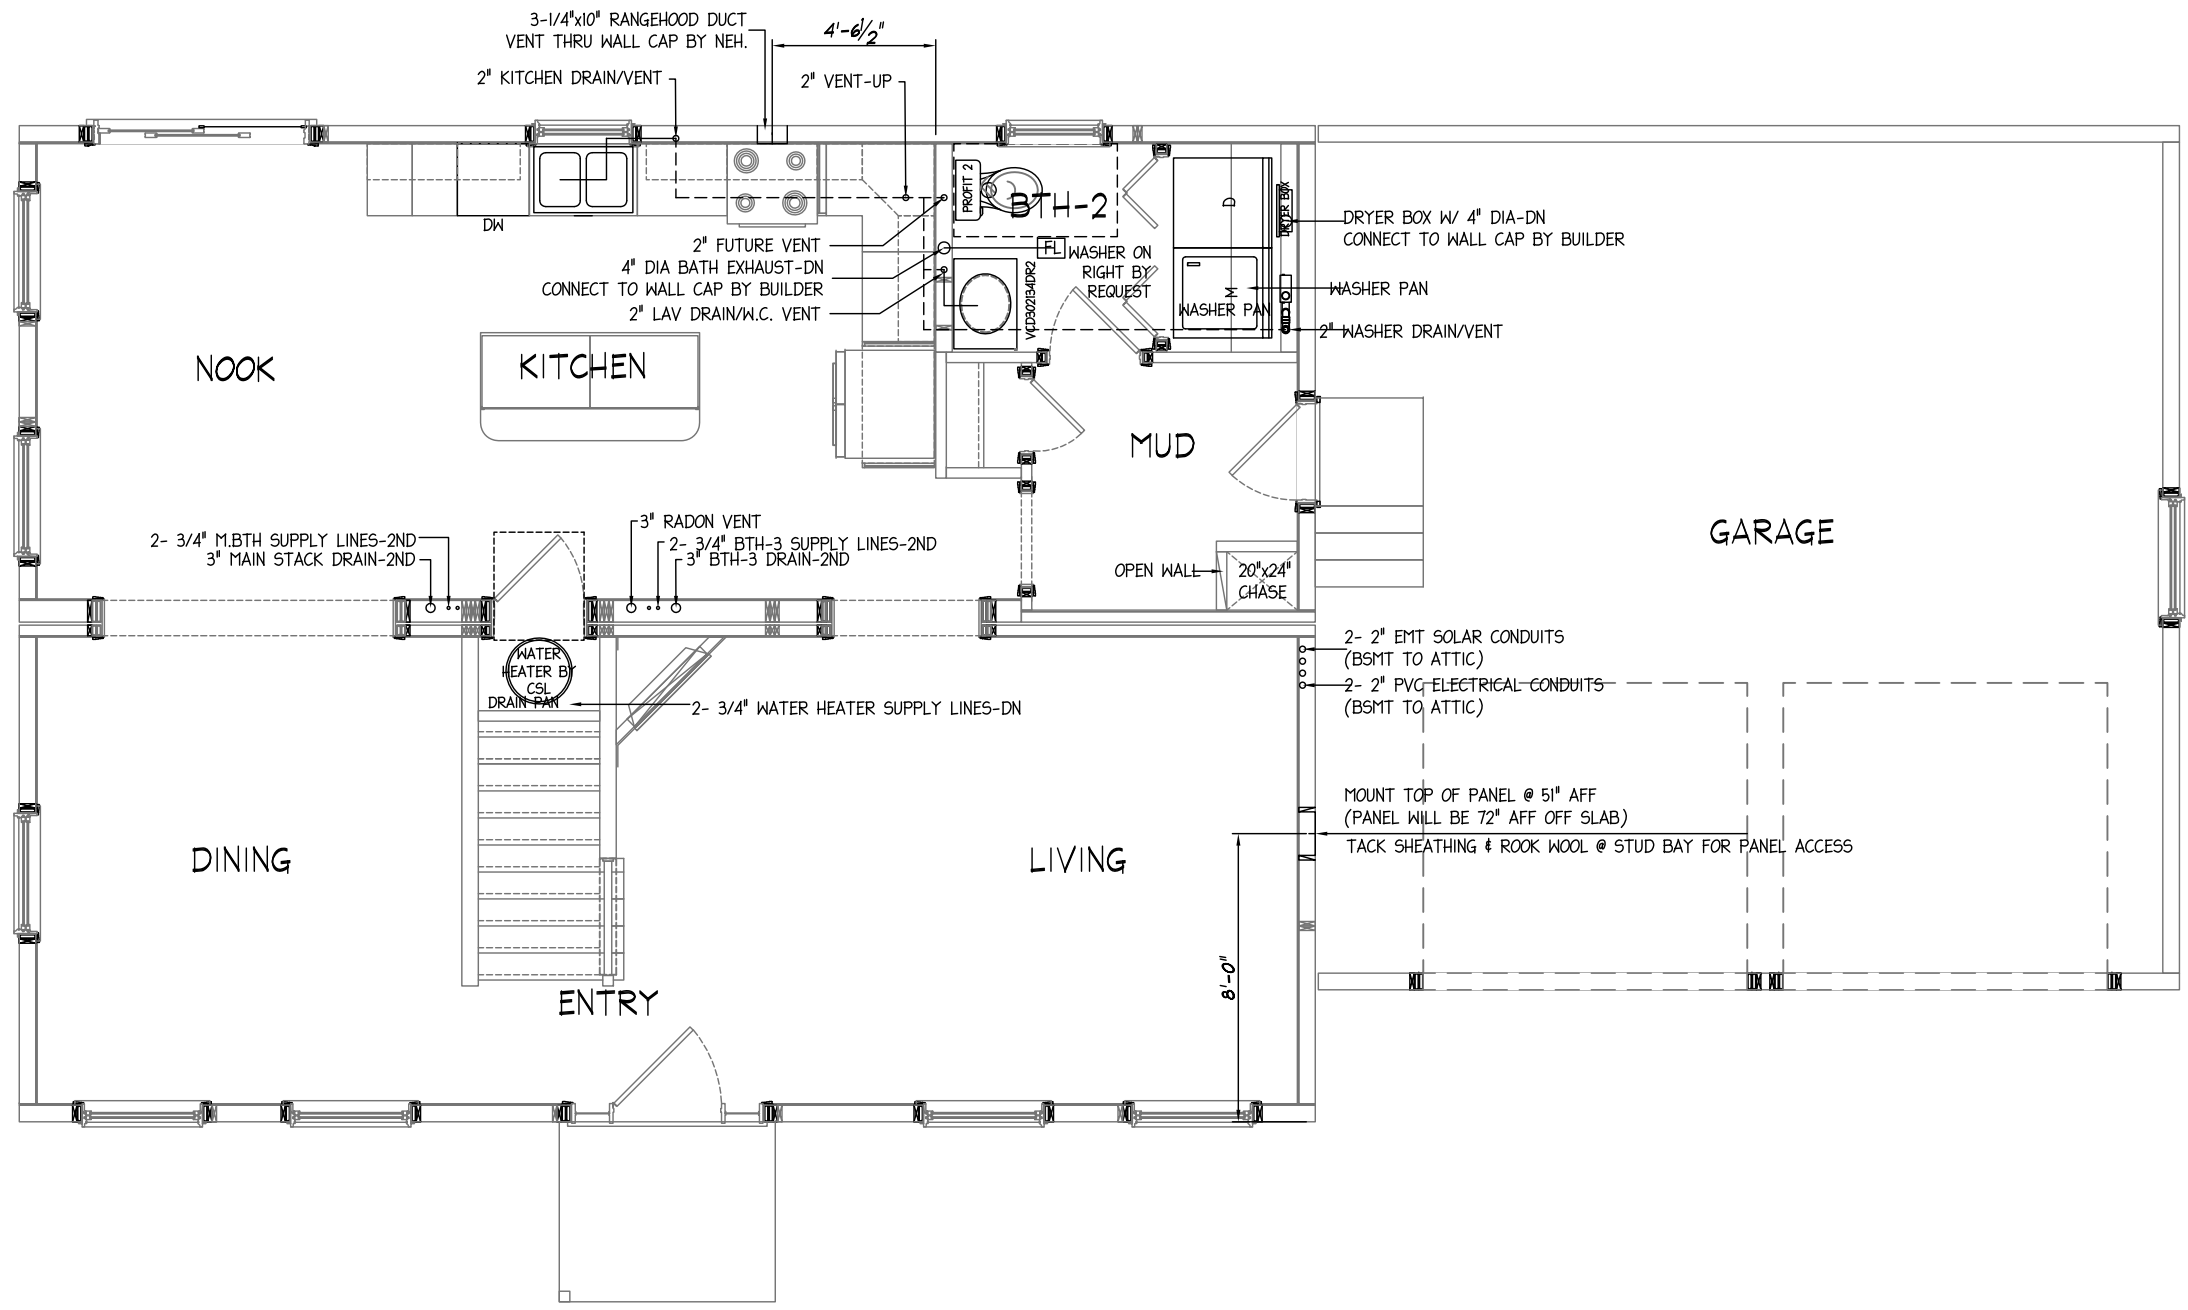 3-1/4"x10" RANGEHOOD DUCT
VENT THRU WALL CAP BY NEH.
4'-6 1/2"
2" KITCHEN DRAIN/VENT
2" VENT-UP
PROFIT 2
BTH-2
D
DRYER BOX
DRYER BOX W/ 4" DIA-DN
CONNECT TO WALL CAP BY BUILDER
DW
2" FUTURE VENT
FL
WASHER ON
RIGHT BY
REQUEST
4" DIA BATH EXHAUST-DN
CONNECT TO WALL CAP BY BUILDER
VCD302134DR2
W
WASHER PAN
WASHER PAN
2" LAV DRAIN/W.C. VENT
2" WASHER DRAIN/VENT
NOOK
KITCHEN
MUD
GARAGE
2- 3/4" M.BTH SUPPLY LINES-2ND
3" MAIN STACK DRAIN-2ND
3" RADON VENT
2- 3/4" BTH-3 SUPPLY LINES-2ND
3" BTH-3 DRAIN-2ND
OPEN WALL
20"x24"
CHASE
WATER
HEATER BY
CSL
DRAIN PAN
2- 3/4" WATER HEATER SUPPLY LINES-DN
2- 2" EMT SOLAR CONDUITS
(BSMT TO ATTIC)
2- 2" PVC ELECTRICAL CONDUITS
(BSMT TO ATTIC)
MOUNT TOP OF PANEL @ 51" AFF
(PANEL WILL BE 72" AFF OFF SLAB)
TACK SHEATHING & ROOK WOOL @ STUD BAY FOR PANEL ACCESS
DINING
LIVING
8'-0"
ENTRY